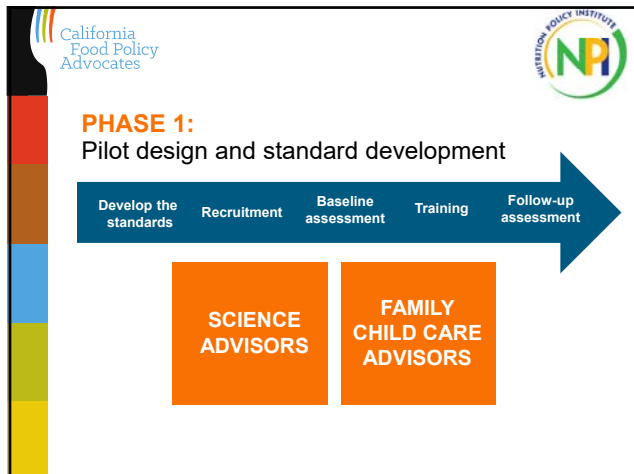 California
Food Policy
Advocates
NUTRITION POLICY INSTITUTE
NPI
PHASE 1:
Pilot design and standard development
Develop the
standards
Recruitment
Baseline
assessment
Training
Follow-up
assessment
SCIENCE
ADVISORS
FAMILY
CHILD CARE
ADVISORS